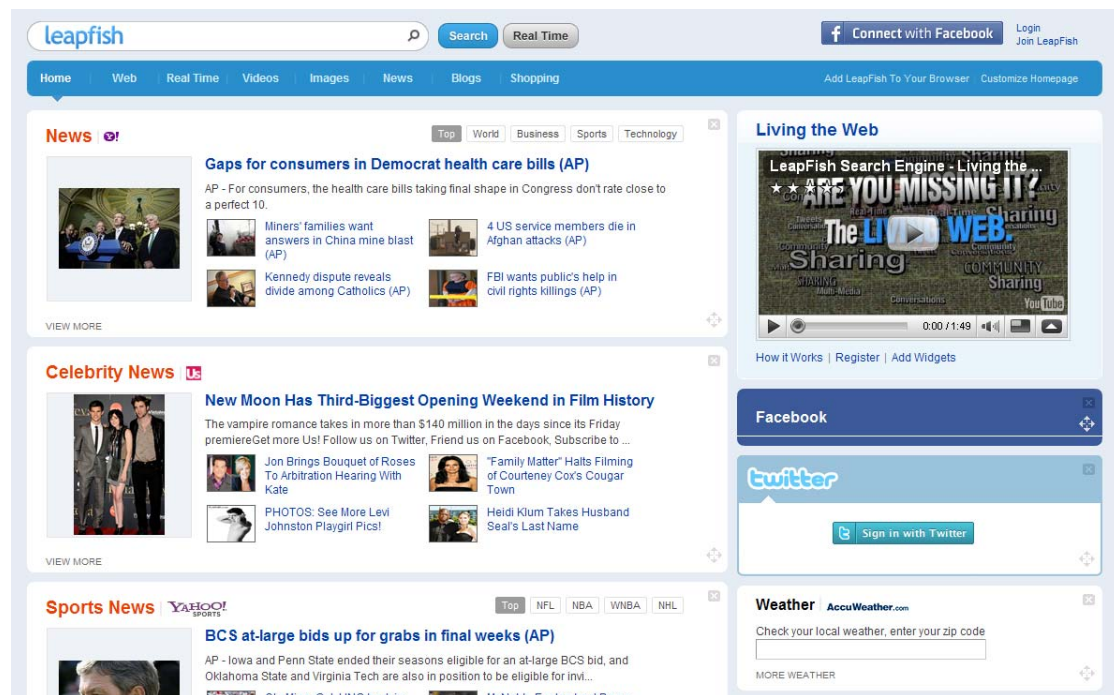 leapfish
Search
Real Time
Connect with Facebook
Login
Join LeapFish
Home
Web
Real Time
Videos
Images
News
Blogs
Shopping
Add LeapFish To Your Browser
Customize Homepage
News
Y!
Top
World
Business
Sports
Technology
Gaps for consumers in Democrat health care bills (AP)
AP - For consumers, the health care bills taking final shape in Congress don't rate close to
a perfect 10.
Miners' families want
answers in China mine blast
(AP)
4 US service members die in
Afghan attacks (AP)
Kennedy dispute reveals
divide among Catholics (AP)
FBI wants public's help in
civil rights killings (AP)
VIEW MORE
Celebrity News
Us
New Moon Has Third-Biggest Opening Weekend in Film History
The vampire romance takes in more than $140 million in the days since its Friday
premiereGet more Us! Follow us on Twitter, Friend us on Facebook, Subscribe to ...
Jon Brings Bouquet of Roses
To Arbitration Hearing With
Kate
"Family Matter" Halts Filming
of Courteney Cox's Cougar
Town
PHOTOS: See More Levi
Johnston Playgirl Pics!
Heidi Klum Takes Husband
Seal's Last Name
VIEW MORE
Sports News
YAHOO!
SPORTS
Top
NFL
NBA
WNBA
NHL
BCS at-large bids up for grabs in final weeks (AP)
AP - Iowa and Penn State ended their seasons eligible for an at-large BCS bid, and
Oklahoma State and Virginia Tech are also in position to be eligible for invi...
Living the Web
LeapFish Search Engine - Living the ...
ARE YOU MISSING IT?
Sharing
The LIVING WEB.
Community
Sharing
COMMUNITY
SHARING
Sharing
Multi-Media
Conversations
YouTube
0:00 / 1:49
How it Works | Register | Add Widgets
Facebook
twitter
Sign in with Twitter
Weather
AccuWeather.com
Check your local weather, enter your zip code
MORE WEATHER